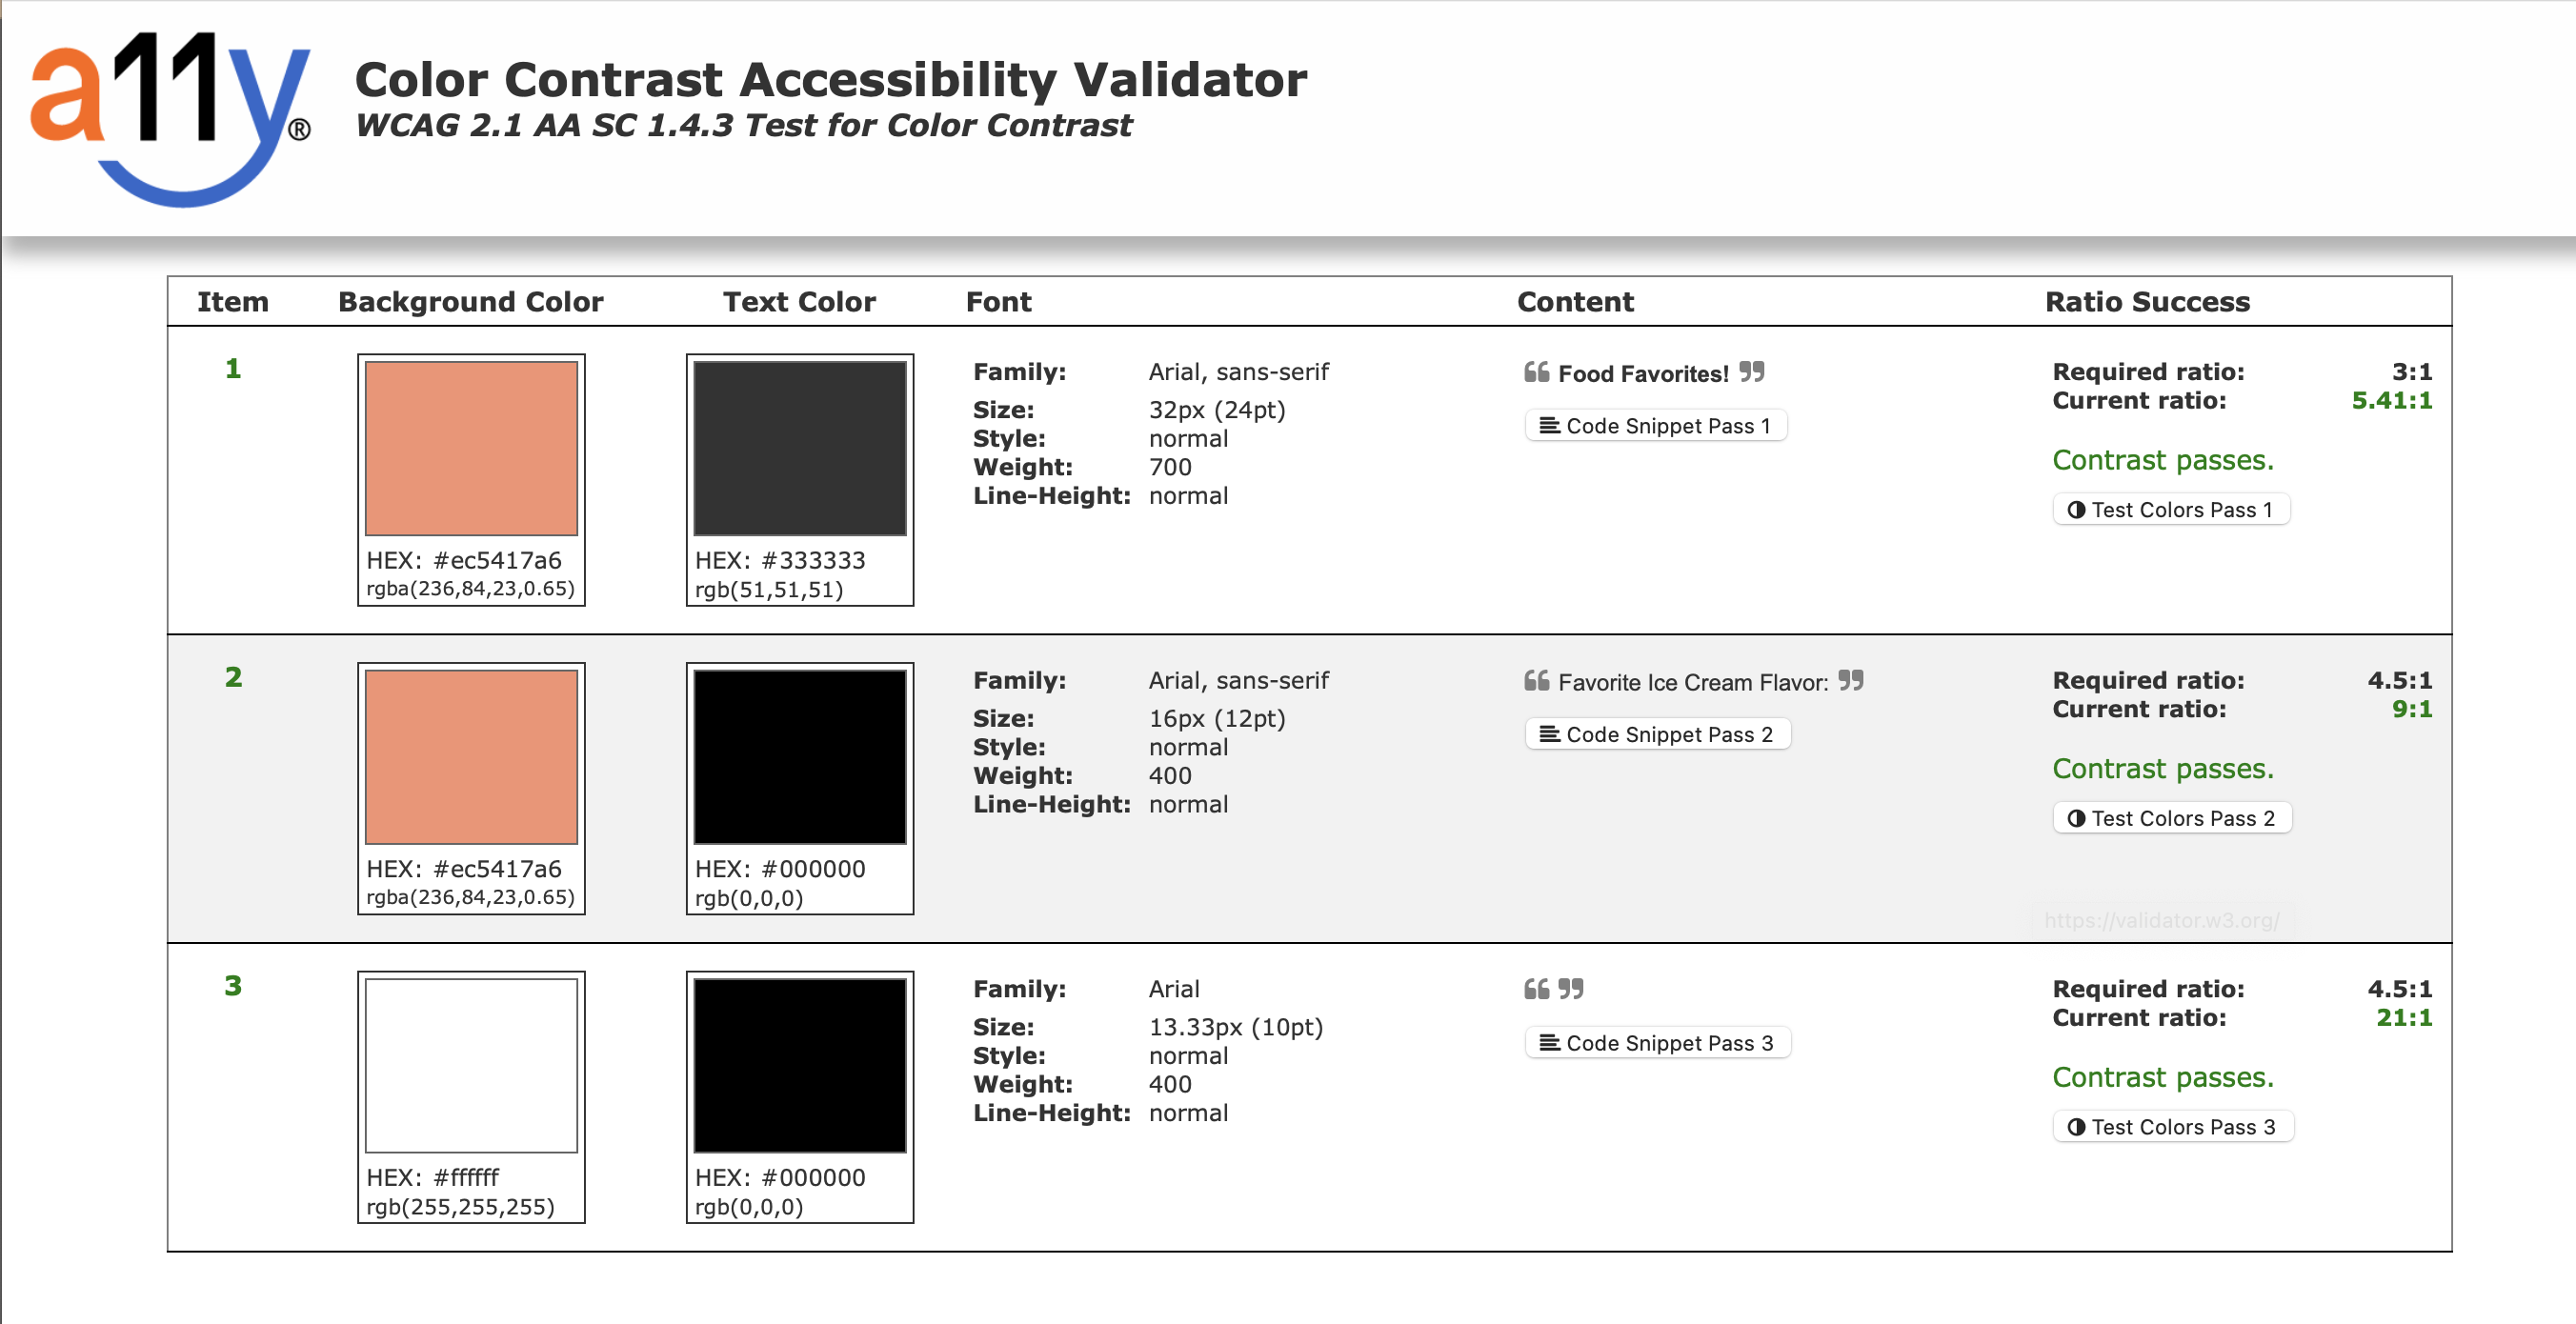 a11y®
Color Contrast Accessibility Validator
WCAG 2.1 AA SC 1.4.3 Test for Color Contrast
Item Background Color Text Color Font Content Ratio Success
1
HEX: #ec5417a6
rgba(236,84,23,0.65)
HEX: #333333
rgb(51,51,51)
Family: Arial, sans-serif
Size: 32px (24pt)
Style: normal
Weight: 700
Line-Height: normal
❝ Food Favorites! ❞
Code Snippet Pass 1
Required ratio: 3:1
Current ratio: 5.41:1
Contrast passes.
Test Colors Pass 1
2
HEX: #ec5417a6
rgba(236,84,23,0.65)
HEX: #000000
rgb(0,0,0)
Family: Arial, sans-serif
Size: 16px (12pt)
Style: normal
Weight: 400
Line-Height: normal
❝ Favorite Ice Cream Flavor: ❞
Code Snippet Pass 2
Required ratio: 4.5:1
Current ratio: 9:1
Contrast passes.
Test Colors Pass 2
https://validator.w3.org/
3
HEX: #ffffff
rgb(255,255,255)
HEX: #000000
rgb(0,0,0)
Family: Arial
Size: 13.33px (10pt)
Style: normal
Weight: 400
Line-Height: normal
❝ ❞
Code Snippet Pass 3
Required ratio: 4.5:1
Current ratio: 21:1
Contrast passes.
Test Colors Pass 3